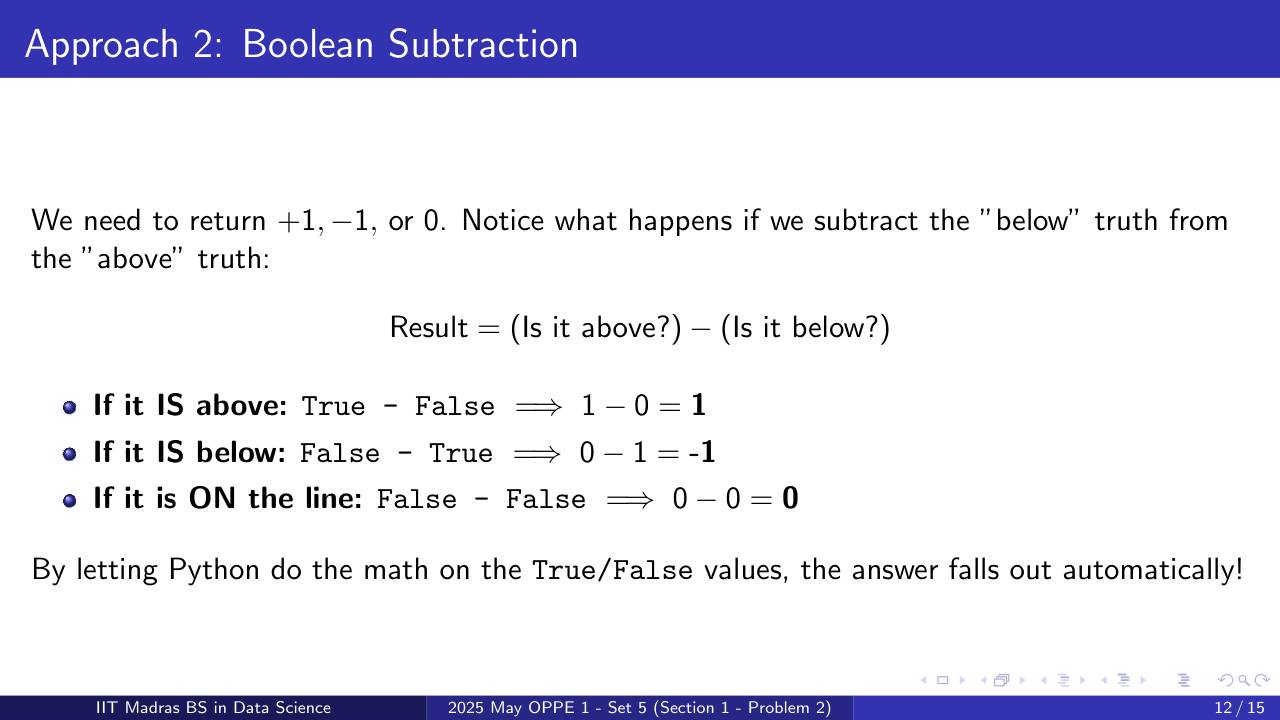 Approach 2: Boolean Subtraction
We need to return +1, −1, or 0. Notice what happens if we subtract the ”below” truth from
the ”above” truth:
Result = (Is it above?) − (Is it below?)
If it IS above: True - False ⟹ 1 − 0 = 1
If it IS below: False - True ⟹ 0 − 1 = -1
If it is ON the line: False - False ⟹ 0 − 0 = 0
By letting Python do the math on the True/False values, the answer falls out automatically!
IIT Madras BS in Data Science 2025 May OPPE 1 - Set 5 (Section 1 - Problem 2) 12 / 15